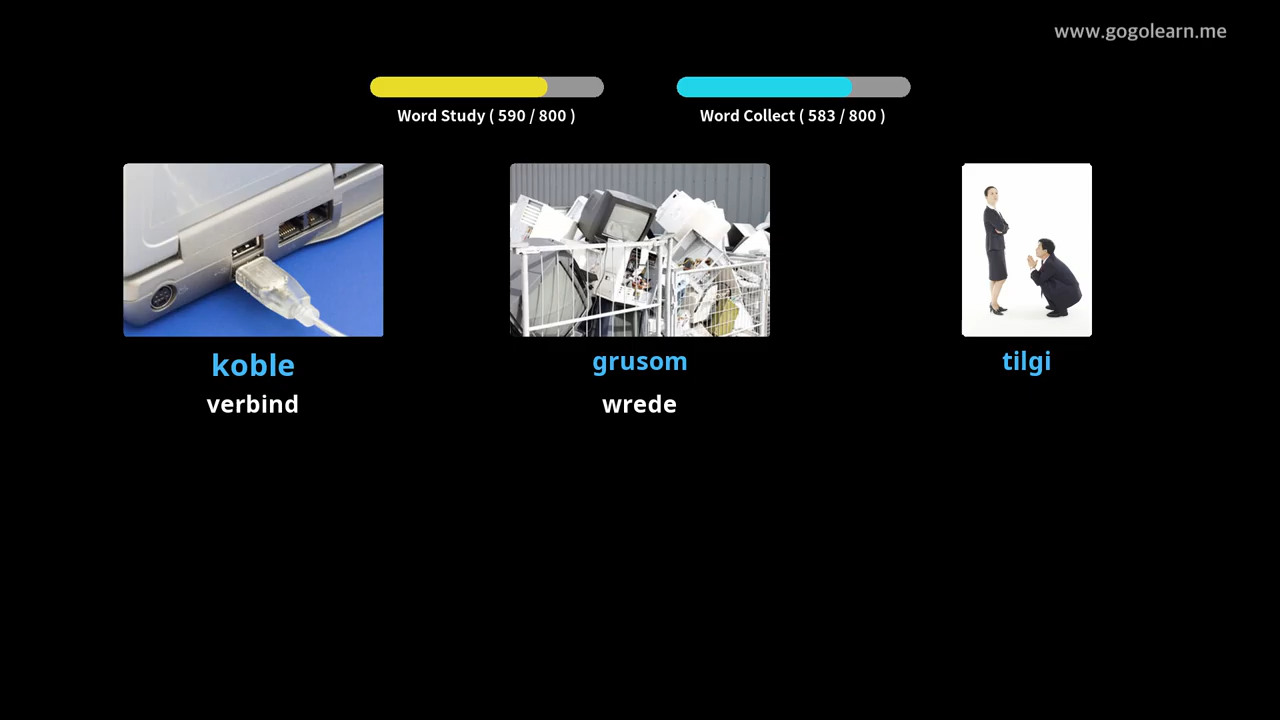 www.gogolearn.me
Word Study ( 590 / 800 )
Word Collect ( 583 / 800 )
koble
grusom
tilgi
verbind
wrede